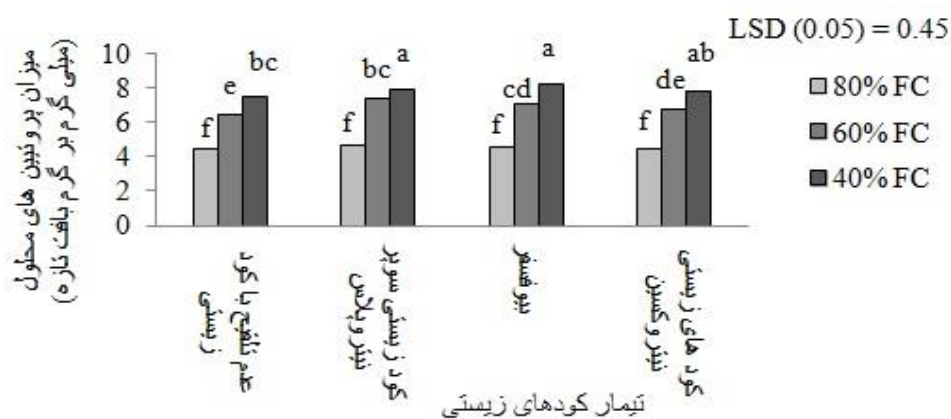 LSD (0.05) = 0.45
80% FC
60% FC
40% FC
میزان پروتئین های محلول
(میلی گرم بر گرم بافت تازه)
10
8
6
4
2
0
f e bc
f bc a
f cd a
f de ab
عدم تلقیح با کود
زیستی
کود زیستی سوپر
نیتروپلاس
بیوفسفر
کود های زیستی
نیتروکسین
تیمار کودهای زیستی